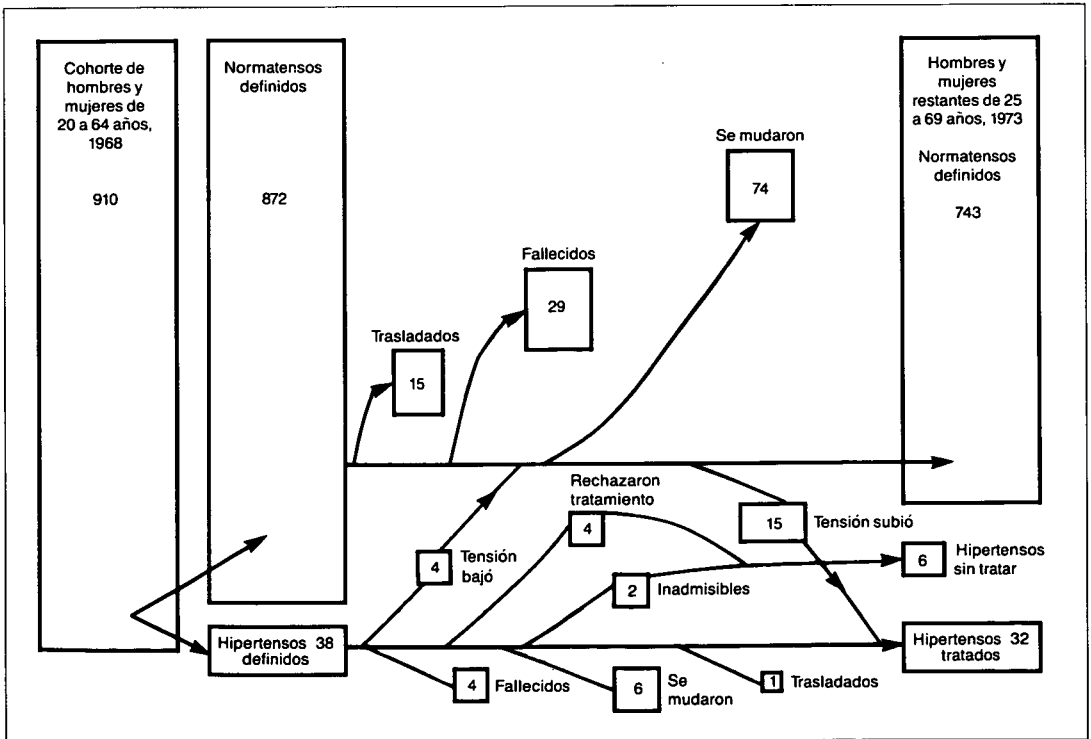 Cohorte de
hombres y
mujeres de
20 a 64 años,
1968
910
Normatensos
definidos
872
Hombres y
mujeres
restantes de 25
a 69 años, 1973
Normatensos
definidos
743
Se mudaron
74
Fallecidos
29
Trasladados
15
Rechazaron
tratamiento
4
15
Tensión subió
4
Tensión
bajó
2
Inadmisibles
6
Hipertensos
sin tratar
Hipertensos 38
definidos
Hipertensos 32
tratados
4
Fallecidos
6
Se
mudaron
1
Trasladados